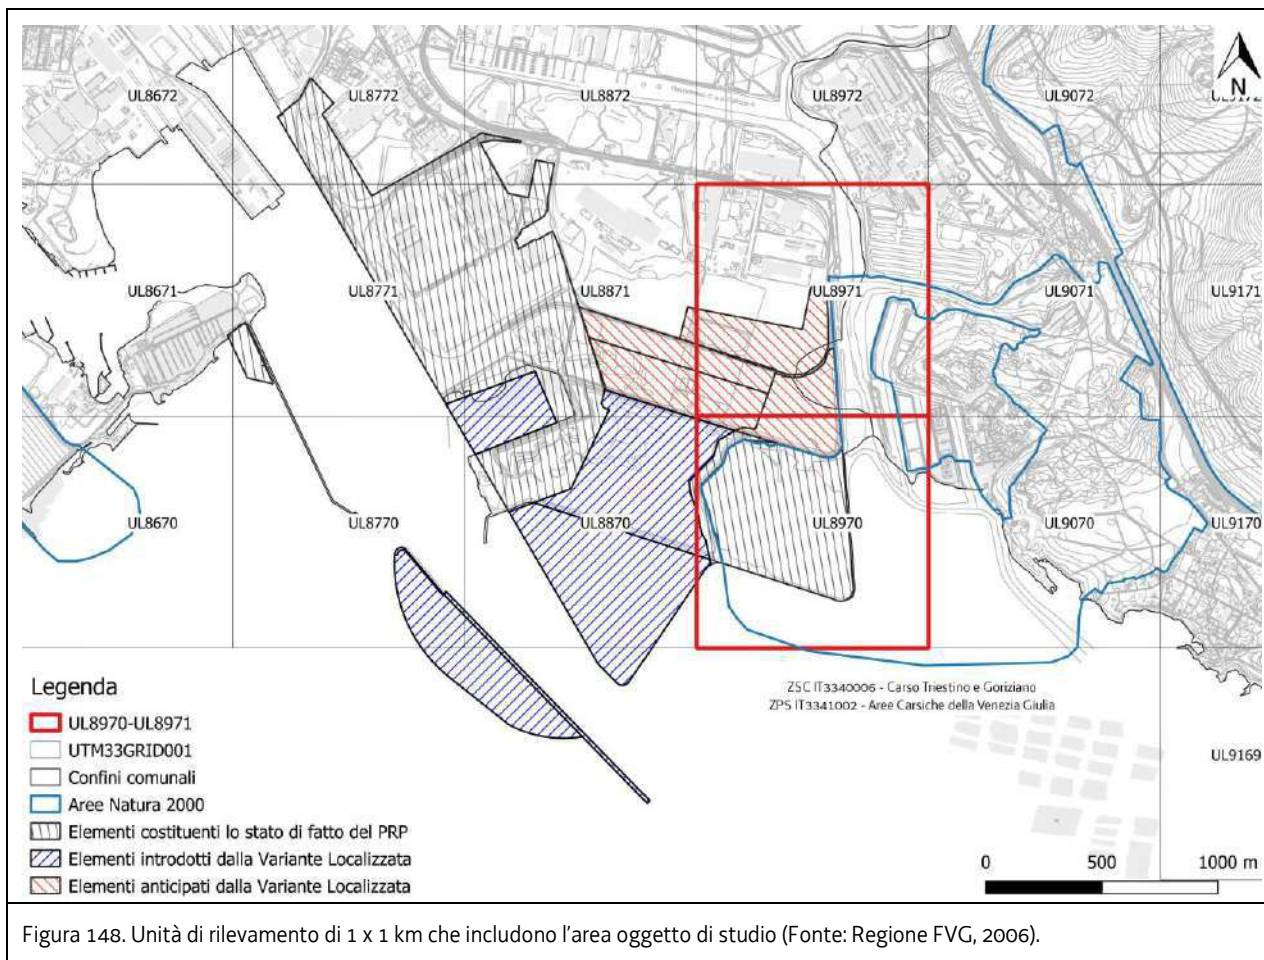 N
UL8672
UL8772
UL8872
UL8972
UL9072
UL9172
UL8671
UL8771
UL8871
UL8971
UL9071
UL9171
UL8670
UL8770
UL8870
UL8970
UL9070
UL9170
ZSC IT3340006 - Carso Triestino e Goriziano
ZPS IT3341002 - Aree Carsiche della Venezia Giulia
UL9169
Legenda
UL8970-UL8971
UTM33GRID001
Confini comunali
Aree Natura 2000
Elementi costituenti lo stato di fatto del PRP
Elementi introdotti dalla Variante Localizzata
Elementi anticipati dalla Variante Localizzata
0 500 1000 m
Figura 148. Unità di rilevamento di 1 x 1 km che includono l'area oggetto di studio (Fonte: Regione FVG, 2006).